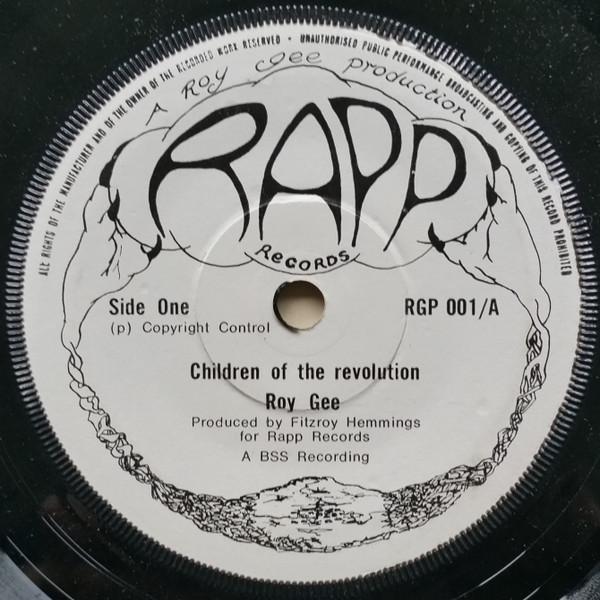 ALL RIGHTS OF THE MANUFACTURER AND OF THE OWNER OF THE RECORDED WORK RESERVED • UNAUTHORISED PUBLIC PERFORMANCE BROADCASTING AND COPYING OF THIS RECORD PROHIBITED
A Roy Gee production
RAPP
RECORDS
Side One
RGP 001/A
(p) Copyright Control
Children of the revolution
Roy Gee
Produced by Fitzroy Hemmings
for Rapp Records
A BSS Recording